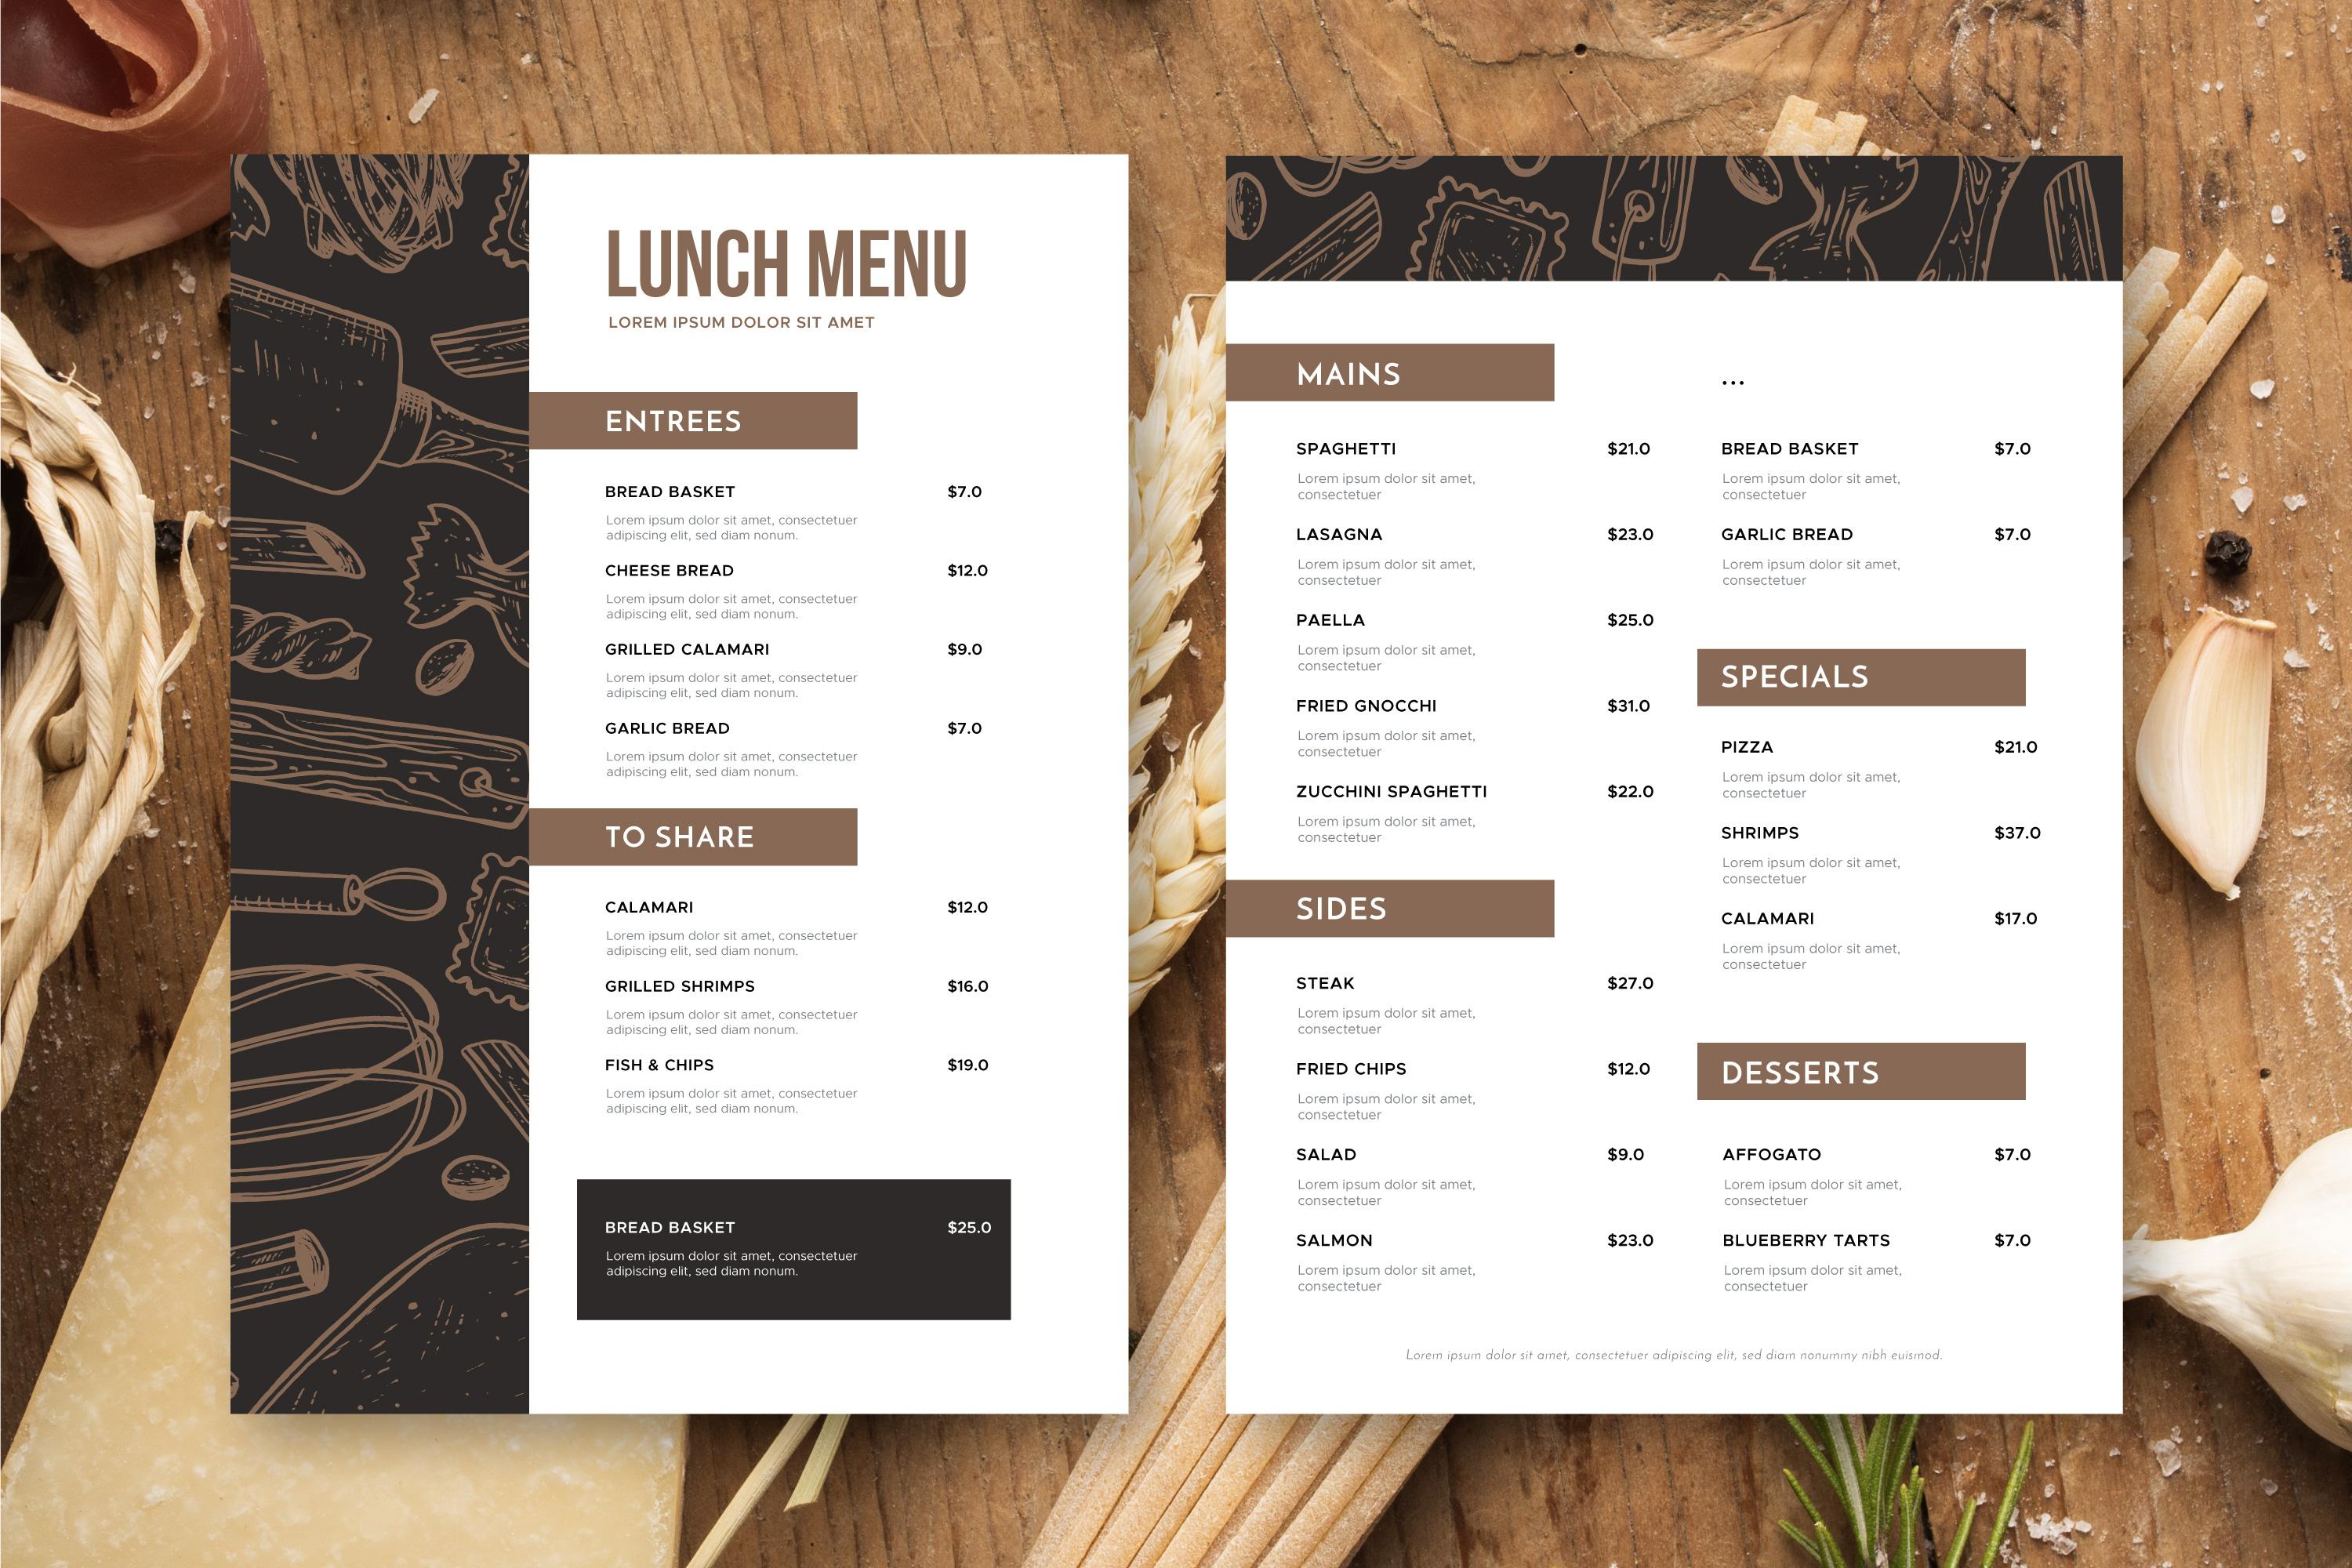 LUNCH MENU
LOREM IPSUM DOLOR SIT AMET
ENTREES
BREAD BASKET $7.0
Lorem ipsum dolor sit amet, consectetuer
adipiscing elit, sed diam nonum.
CHEESE BREAD $12.0
Lorem ipsum dolor sit amet, consectetuer
adipiscing elit, sed diam nonum.
GRILLED CALAMARI $9.0
Lorem ipsum dolor sit amet, consectetuer
adipiscing elit, sed diam nonum.
GARLIC BREAD $7.0
Lorem ipsum dolor sit amet, consectetuer
adipiscing elit, sed diam nonum.
TO SHARE
CALAMARI $12.0
Lorem ipsum dolor sit amet, consectetuer
adipiscing elit, sed diam nonum.
GRILLED SHRIMPS $16.0
Lorem ipsum dolor sit amet, consectetuer
adipiscing elit, sed diam nonum.
FISH & CHIPS $19.0
Lorem ipsum dolor sit amet, consectetuer
adipiscing elit, sed diam nonum.
BREAD BASKET $25.0
Lorem ipsum dolor sit amet, consectetuer
adipiscing elit, sed diam nonum.
MAINS
SPAGHETTI $21.0
Lorem ipsum dolor sit amet,
consectetuer
LASAGNA $23.0
Lorem ipsum dolor sit amet,
consectetuer
PAELLA $25.0
Lorem ipsum dolor sit amet,
consectetuer
FRIED GNOCCHI $31.0
Lorem ipsum dolor sit amet,
consectetuer
ZUCCHINI SPAGHETTI $22.0
Lorem ipsum dolor sit amet,
consectetuer
SIDES
STEAK $27.0
Lorem ipsum dolor sit amet,
consectetuer
FRIED CHIPS $12.0
Lorem ipsum dolor sit amet,
consectetuer
SALAD $9.0
Lorem ipsum dolor sit amet,
consectetuer
SALMON $23.0
Lorem ipsum dolor sit amet,
consectetuer
...
BREAD BASKET $7.0
Lorem ipsum dolor sit amet,
consectetuer
GARLIC BREAD $7.0
Lorem ipsum dolor sit amet,
consectetuer
SPECIALS
PIZZA $21.0
Lorem ipsum dolor sit amet,
consectetuer
SHRIMPS $37.0
Lorem ipsum dolor sit amet,
consectetuer
CALAMARI $17.0
Lorem ipsum dolor sit amet,
consectetuer
DESSERTS
AFFOGATO $7.0
Lorem ipsum dolor sit amet,
consectetuer
BLUEBERRY TARTS $7.0
Lorem ipsum dolor sit amet,
consectetuer
Lorem ipsum dolor sit amet, consectetuer adipiscing elit, sed diam nonummy nibh euismod.